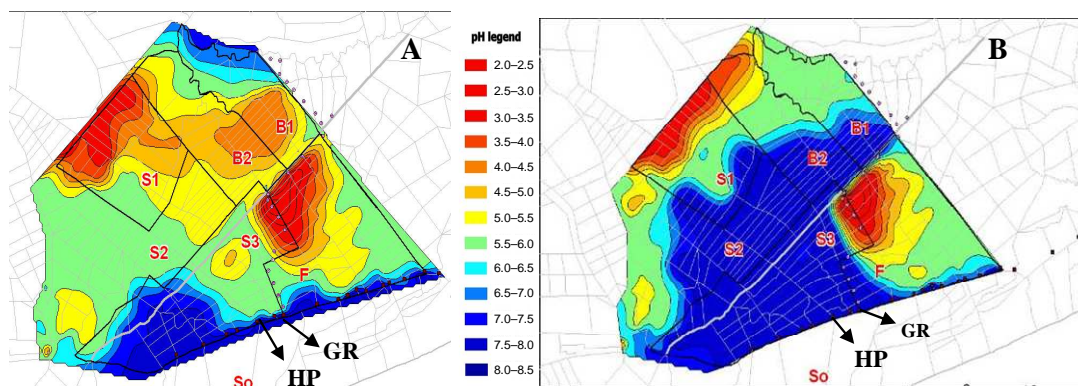 A
B1
B2
S1
S2
S3
F
GR
HP
So
pH legend
2.0–2.5
2.5–3.0
3.0–3.5
3.5–4.0
4.0–4.5
4.5–5.0
5.0–5.5
5.5–6.0
6.0–6.5
6.5–7.0
7.0–7.5
7.5–8.0
8.0–8.5
B
B1
B2
S1
S2
S3
F
GR
HP
So